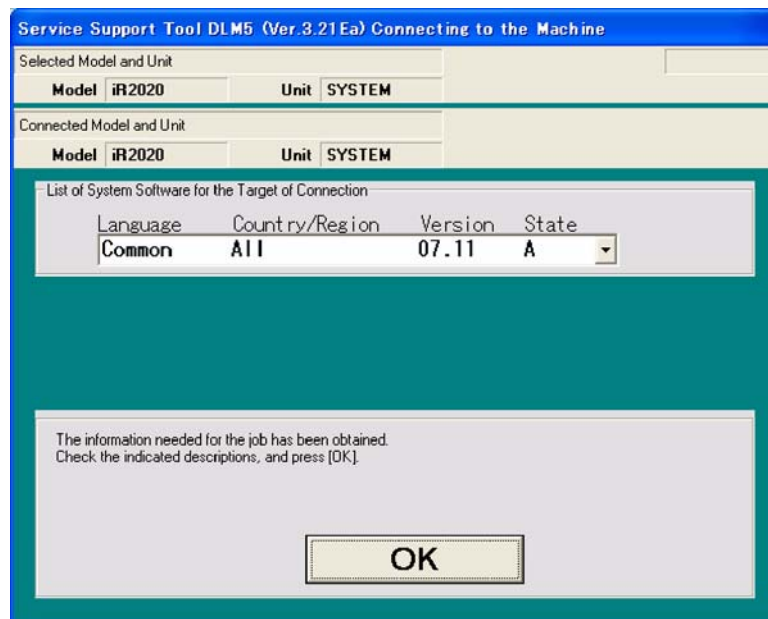 Service Support Tool DLM5 (Ver.3.21Ea) Connecting to the Machine
Selected Model and Unit
Model iR2020 Unit SYSTEM
Connected Model and Unit
Model iR2020 Unit SYSTEM
List of System Software for the Target of Connection
Language Country/Region Version State
Common All 07.11 A
The information needed for the job has been obtained.
Check the indicated descriptions, and press [OK].
OK